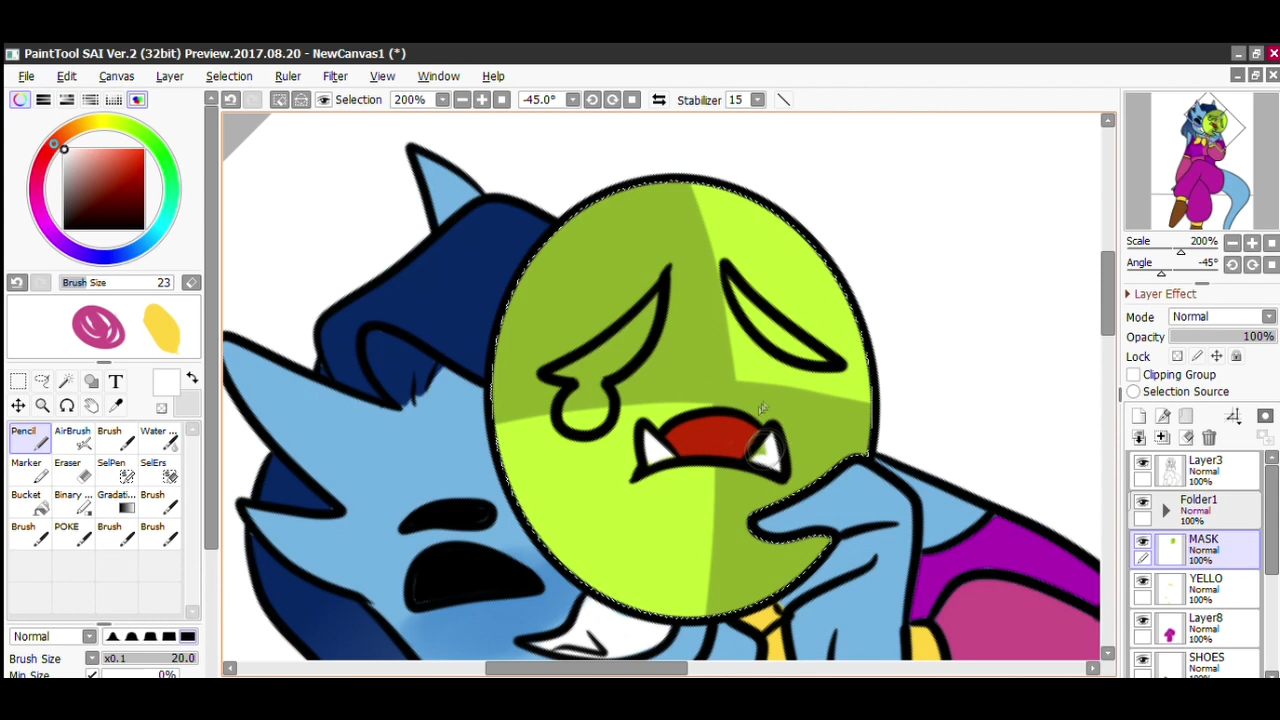 PaintTool SAI Ver.2 (32bit) Preview.2017.08.20 - NewCanvas1 (*)
File Edit Canvas Layer Selection Ruler Filter View Window Help
Selection 200% -45.0° Stabilizer 15
Scale 200%
Angle -45°
Brush Size 23
Layer Effect
Mode Normal
Opacity 100%
Lock
Clipping Group
Selection Source
T
Pencil AirBrush Brush Water ..
Marker Eraser SelPen SelErs
Bucket Binary .. Gradati.. Brush
Brush POKE Brush Brush
Layer3
Normal
100%
Folder1
Normal
100%
MASK
Normal
100%
YELLO
Normal
100%
Layer8
Normal
100%
SHOES
Normal
100%
Normal
Brush Size x0.1 20.0
Min Size 0%